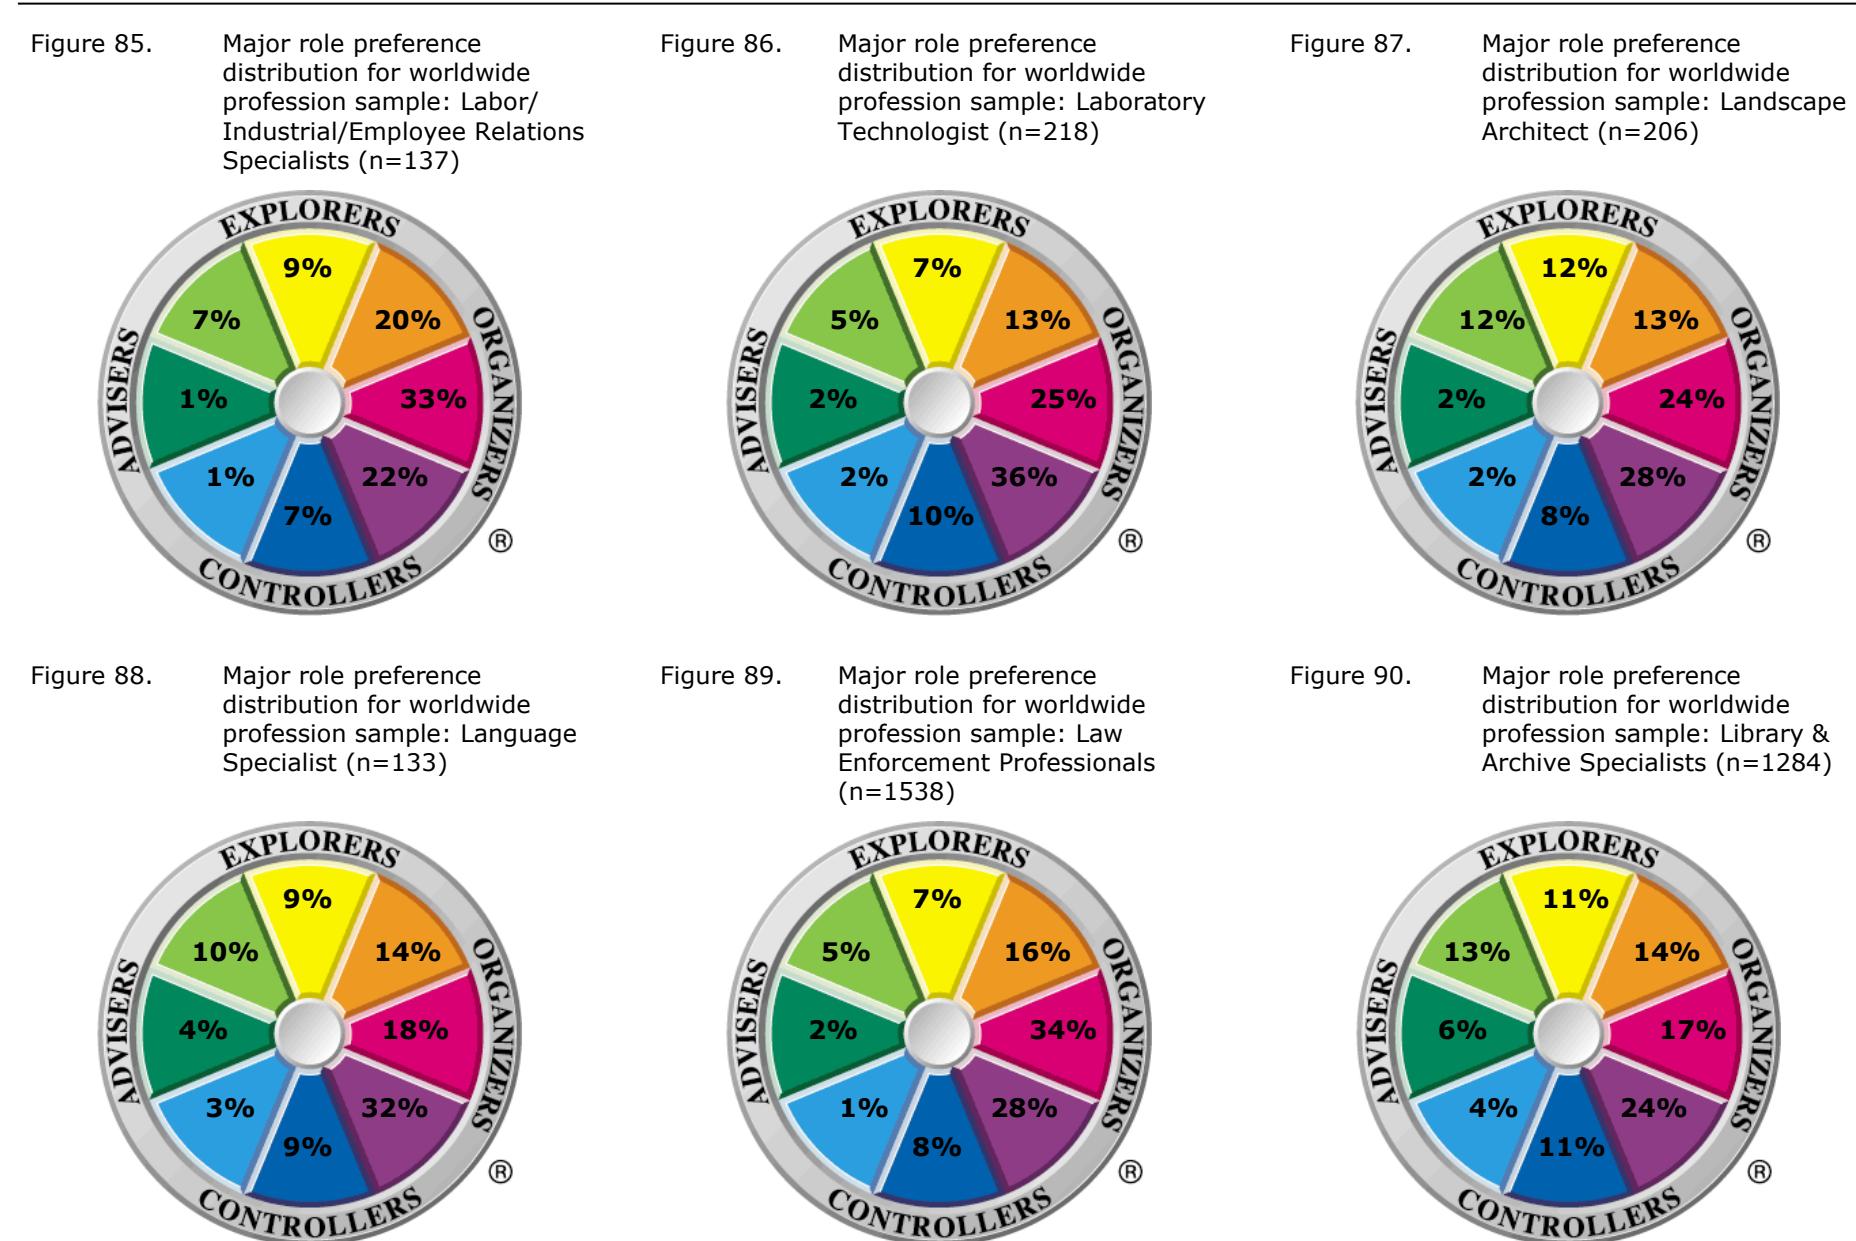 Figure 85.
Major role preference
distribution for worldwide
profession sample: Labor/
Industrial/Employee Relations
Specialists (n=137)
EXPLORERS
ORGANIZERS
CONTROLLERS
ADVISERS
9%
20%
33%
22%
7%
1%
1%
7%
®
Figure 86.
Major role preference
distribution for worldwide
profession sample: Laboratory
Technologist (n=218)
EXPLORERS
ORGANIZERS
CONTROLLERS
ADVISERS
7%
13%
25%
36%
10%
2%
2%
5%
®
Figure 87.
Major role preference
distribution for worldwide
profession sample: Landscape
Architect (n=206)
EXPLORERS
ORGANIZERS
CONTROLLERS
ADVISERS
12%
13%
24%
28%
8%
2%
2%
12%
®
Figure 88.
Major role preference
distribution for worldwide
profession sample: Language
Specialist (n=133)
EXPLORERS
ORGANIZERS
CONTROLLERS
ADVISERS
9%
14%
18%
32%
9%
3%
4%
10%
®
Figure 89.
Major role preference
distribution for worldwide
profession sample: Law
Enforcement Professionals
(n=1538)
EXPLORERS
ORGANIZERS
CONTROLLERS
ADVISERS
7%
16%
34%
28%
8%
1%
2%
5%
®
Figure 90.
Major role preference
distribution for worldwide
profession sample: Library &
Archive Specialists (n=1284)
EXPLORERS
ORGANIZERS
CONTROLLERS
ADVISERS
11%
14%
17%
24%
11%
4%
6%
13%
®